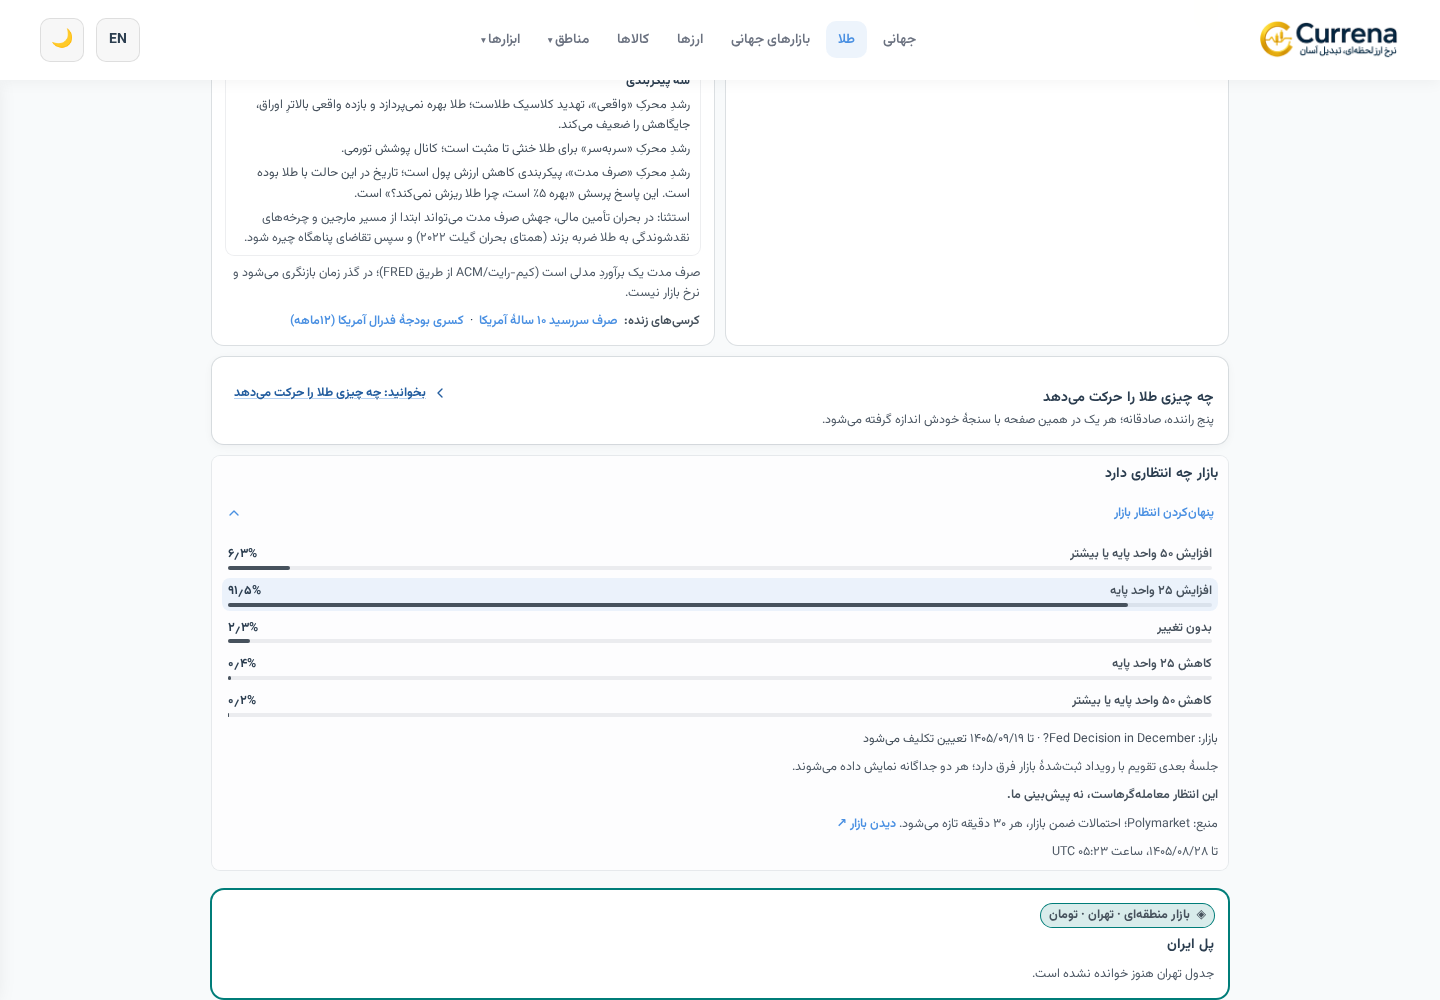 Currena
نرخ ارز لحظه‌ای، تبدیل آسان
جهانی
طلا
بازارهای جهانی
ارزها
کالاها
مناطق ▾
ابزارها ▾
EN
سه پیکربندی
رشدِ محرکِ «واقعی»، تهدید کلاسیک طلاست؛ طلا بهره نمی‌پردازد و بازده واقعی بالاترِ اوراق،
جایگاهش را ضعیف می‌کند.
رشدِ محرکِ «سربه‌سر» برای طلا خنثی تا مثبت است؛ کانال پوشش تورمی.
رشدِ محرکِ «صرف مدت»، پیکربندی کاهش ارزش پول است؛ تاریخ در این حالت با طلا بوده
است. این پاسخ پرسش «بهره ۵٪ است، چرا طلا ریزش نمی‌کند؟» است.
استثنا: در بحران تأمین مالی، جهش صرف مدت می‌تواند ابتدا از مسیر مارجین و چرخه‌های
نقدشوندگی به طلا ضربه بزند (همتای بحران گیلت ۲۰۲۲) و سپس تقاضای پناهگاه چیره شود.
صرف مدت یک برآوردِ مدلی است (کیم-رایت/ACM از طریق FRED)؛ در گذر زمان بازنگری می‌شود و
نرخ بازار نیست.
کرسی‌های زنده: صرف سررسید ۱۰ سالهٔ آمریکا · کسری بودجهٔ فدرال آمریکا (۱۲ماهه)
چه چیزی طلا را حرکت می‌دهد
پنج راننده، صادقانه؛ هر یک در همین صفحه با سنجهٔ خودش اندازه گرفته می‌شود.
بخوانید: چه چیزی طلا را حرکت می‌دهد
بازار چه انتظاری دارد
پنهان‌کردن انتظار بازار
افزایش ۵۰ واحد پایه یا بیشتر ۶٫۳%
افزایش ۲۵ واحد پایه ۹۱٫۵%
بدون تغییر ۲٫۳%
کاهش ۲۵ واحد پایه ۰٫۴%
کاهش ۵۰ واحد پایه یا بیشتر ۰٫۲%
بازار: Fed Decision in December? · تا ۱۴۰۵/۰۹/۱۹ تعیین تکلیف می‌شود
جلسهٔ بعدی تقویم با رویداد ثبت‌شدهٔ بازار فرق دارد؛ هر دو جداگانه نمایش داده می‌شوند.
این انتظار معامله‌گرهاست، نه پیش‌بینی ما.
منبع: Polymarket؛ احتمالات ضمن بازار، هر ۳۰ دقیقه تازه می‌شود. دیدن بازار ↗
تا ۱۴۰۵/۰۸/۲۸، ساعت ۰۵:۲۳ UTC
◈ بازار منطقه‌ای · تهران · تومان
پل ایران
جدول تهران هنوز خوانده نشده است.